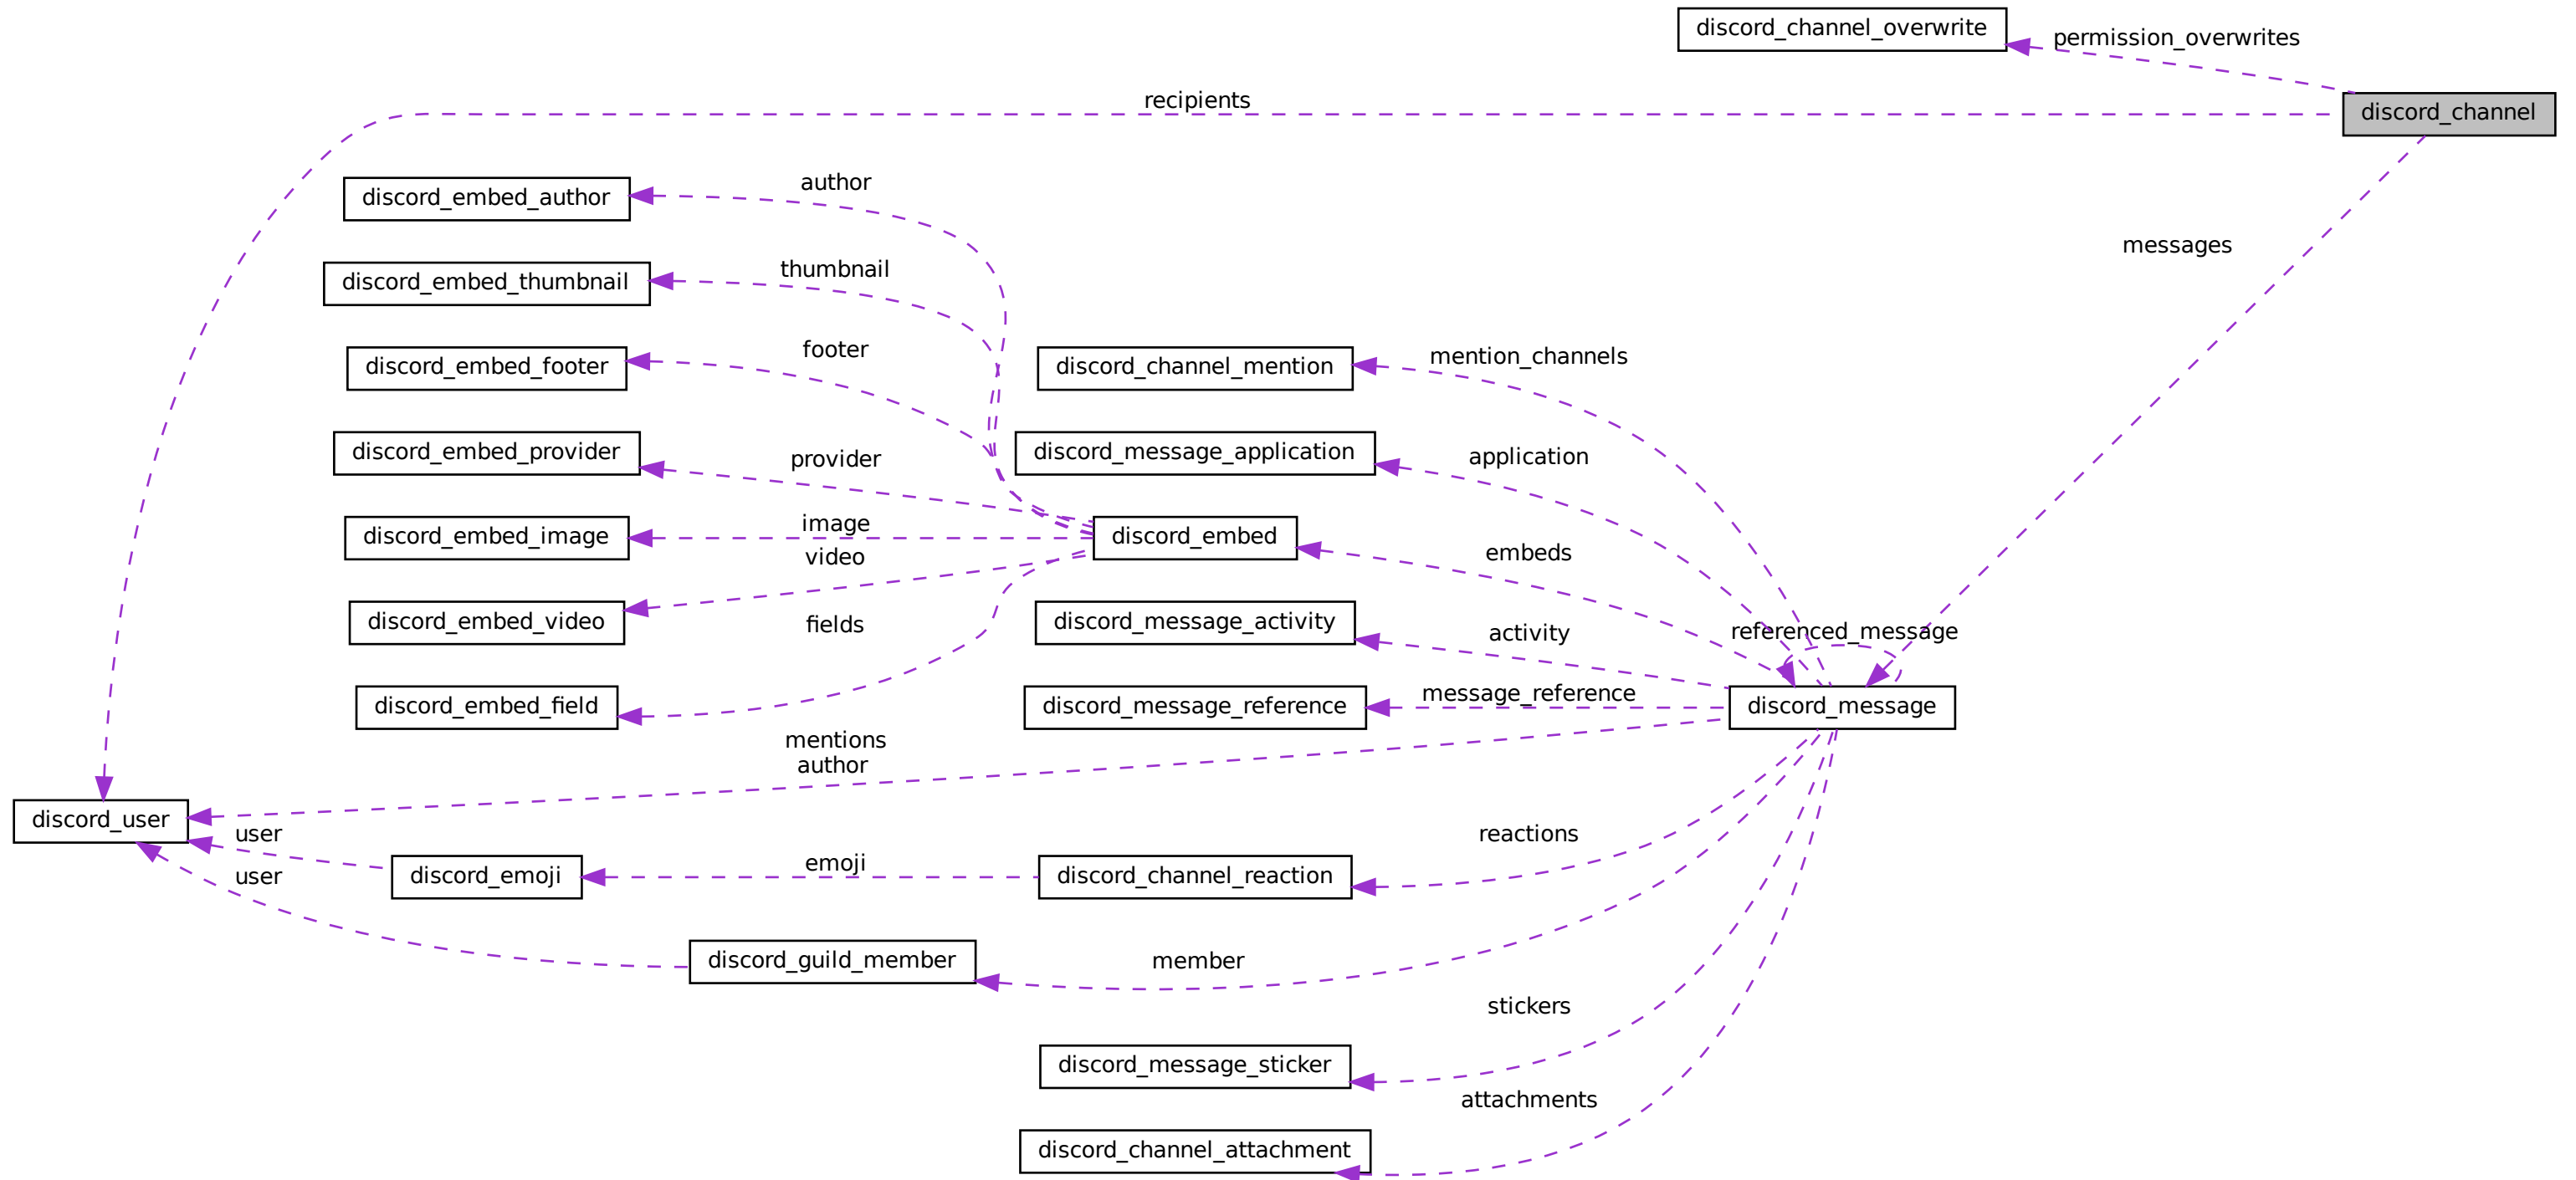 discord_channel_overwrite
permission_overwrites
recipients
discord_channel
author
discord_embed_author
messages
thumbnail
discord_embed_thumbnail
footer
discord_embed_footer
mention_channels
discord_channel_mention
provider
discord_embed_provider
application
discord_message_application
image
discord_embed_image
discord_embed
embeds
video
discord_embed_video
fields
discord_message_activity
activity
referenced_message
discord_embed_field
discord_message_reference
message_reference
discord_message
mentions
author
discord_user
user
user
discord_emoji
emoji
discord_channel_reaction
reactions
discord_guild_member
member
stickers
discord_message_sticker
attachments
discord_channel_attachment